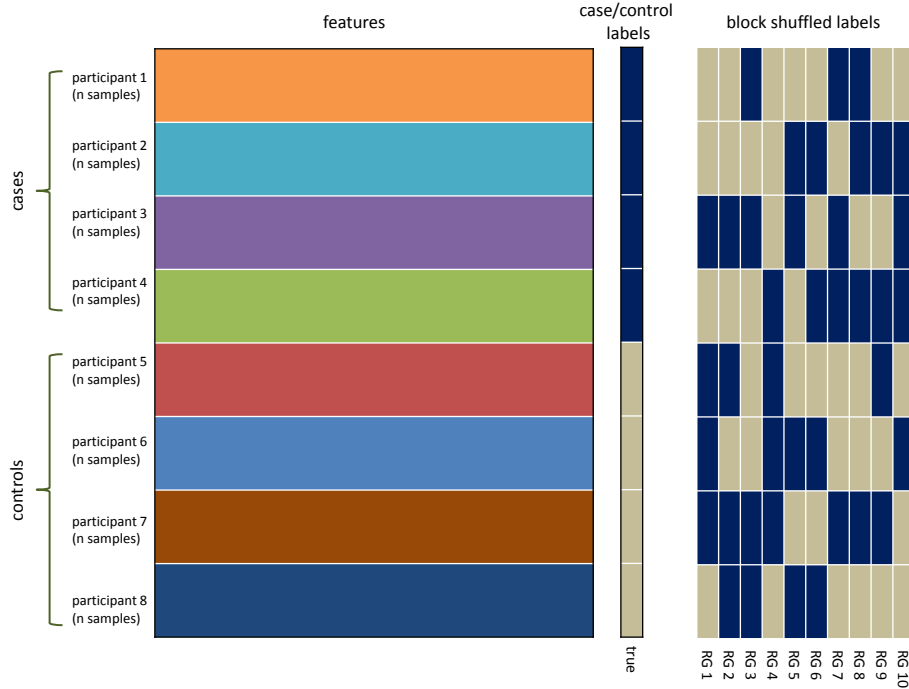 features
case/control
labels
block shuffled labels
cases
participant 1
(n samples)
participant 2
(n samples)
participant 3
(n samples)
participant 4
(n samples)
controls
participant 5
(n samples)
participant 6
(n samples)
participant 7
(n samples)
participant 8
(n samples)
true
RG 1
RG 2
RG 3
RG 4
RG 5
RG 6
RG 7
RG 8
RG 9
RG 10